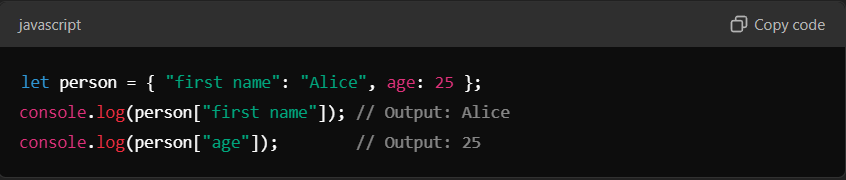 javascript
Copy code
let person = { "first name": "Alice", age: 25 };
console.log(person["first name"]); // Output: Alice
console.log(person["age"]);        // Output: 25